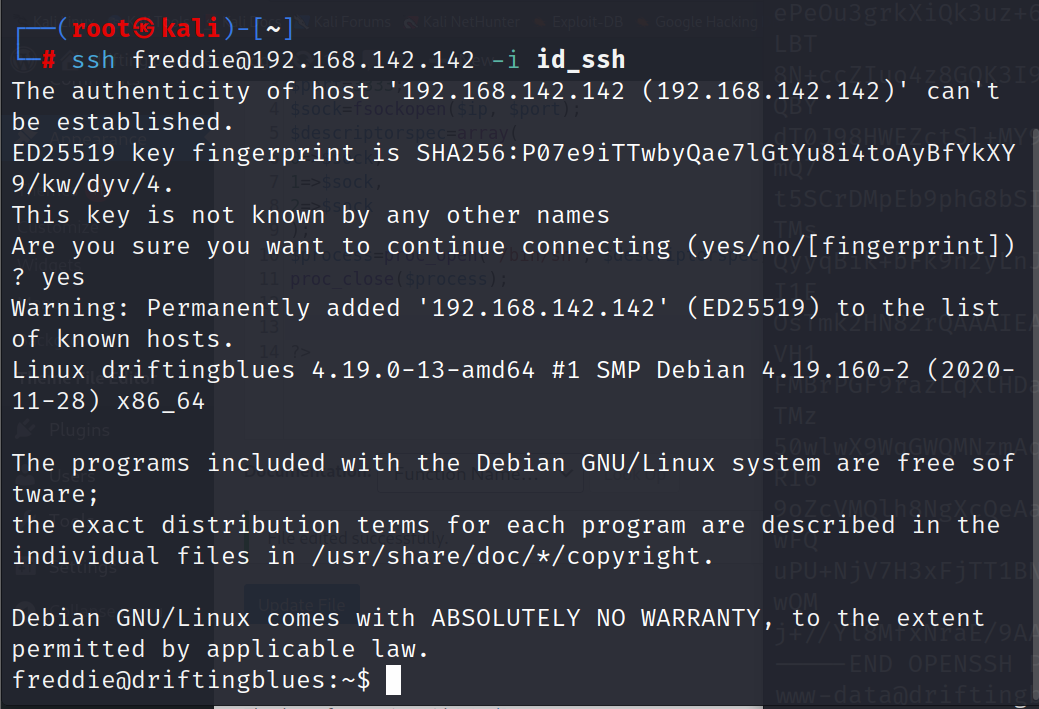 ┌──(root㉿kali)-[~]
└─# ssh freddie@192.168.142.142 -i id_ssh
The authenticity of host '192.168.142.142 (192.168.142.142)' can't
be established.
ED25519 key fingerprint is SHA256:P07e9iTTwbyQae7lGtYu8i4toAyBfYkXY
9/kw/dyv/4.
This key is not known by any other names
Are you sure you want to continue connecting (yes/no/[fingerprint])
? yes
Warning: Permanently added '192.168.142.142' (ED25519) to the list
of known hosts.
Linux driftingblues 4.19.0-13-amd64 #1 SMP Debian 4.19.160-2 (2020-
11-28) x86_64

The programs included with the Debian GNU/Linux system are free sof
tware;
the exact distribution terms for each program are described in the
individual files in /usr/share/doc/*/copyright.

Debian GNU/Linux comes with ABSOLUTELY NO WARRANTY, to the extent
permitted by applicable law.
freddie@driftingblues:~$